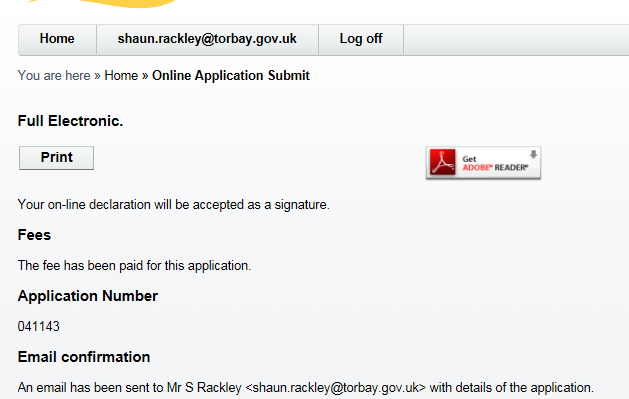 Home shaun.rackley@torbay.gov.uk Log off
You are here » Home » Online Application Submit
Full Electronic.
Print
Get
ADOBE® READER®
Your on-line declaration will be accepted as a signature.
Fees
The fee has been paid for this application.
Application Number
041143
Email confirmation
An email has been sent to Mr S Rackley <shaun.rackley@torbay.gov.uk> with details of the application.